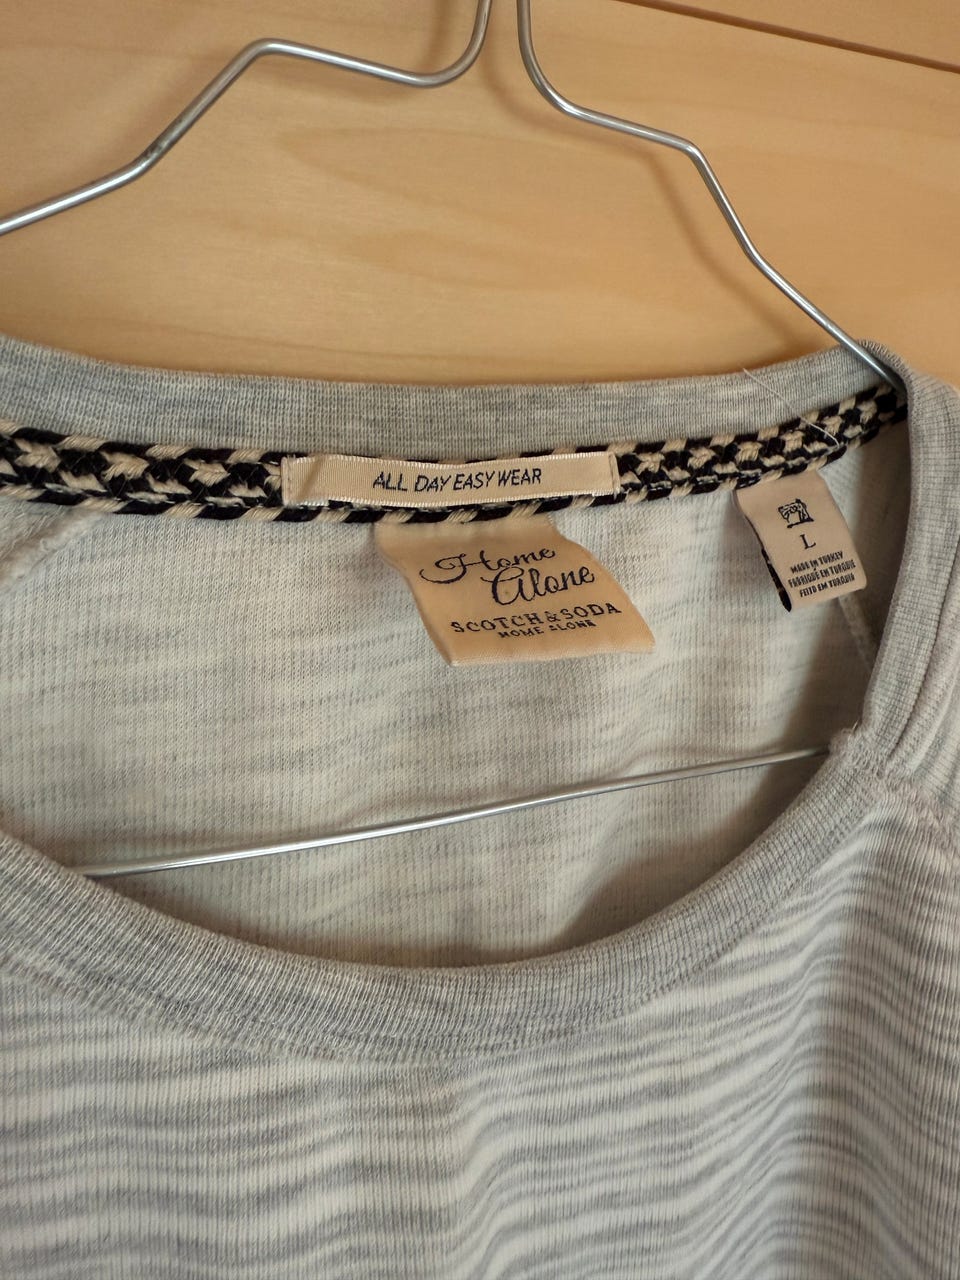 ALL DAY EASY WEAR
Home
Alone
SCOTCH & SODA
HOME ALONE
L
MADE IN TURKEY
FABRIQUÉ EN TURQUIE
FEITO EM TURQUIA